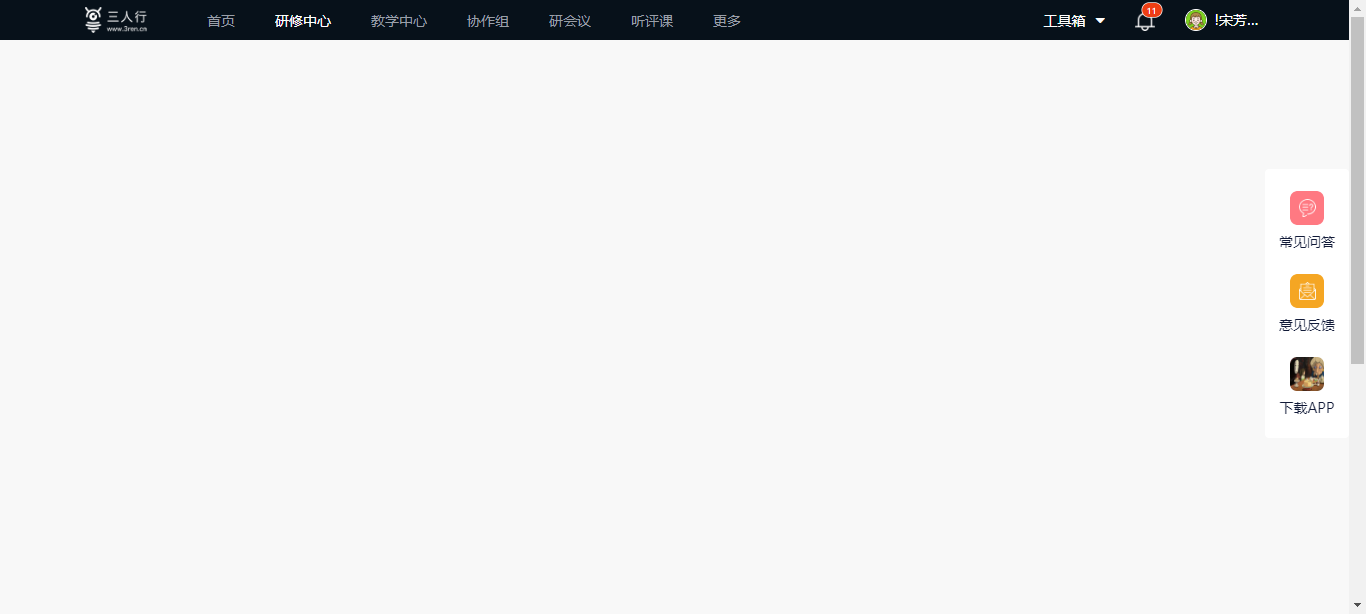 三人行
www.3ren.cn
首页
研修中心
教学中心
协作组
研会议
听评课
更多
工具箱
11
!宋芳...
常见问答
意见反馈
下载APP